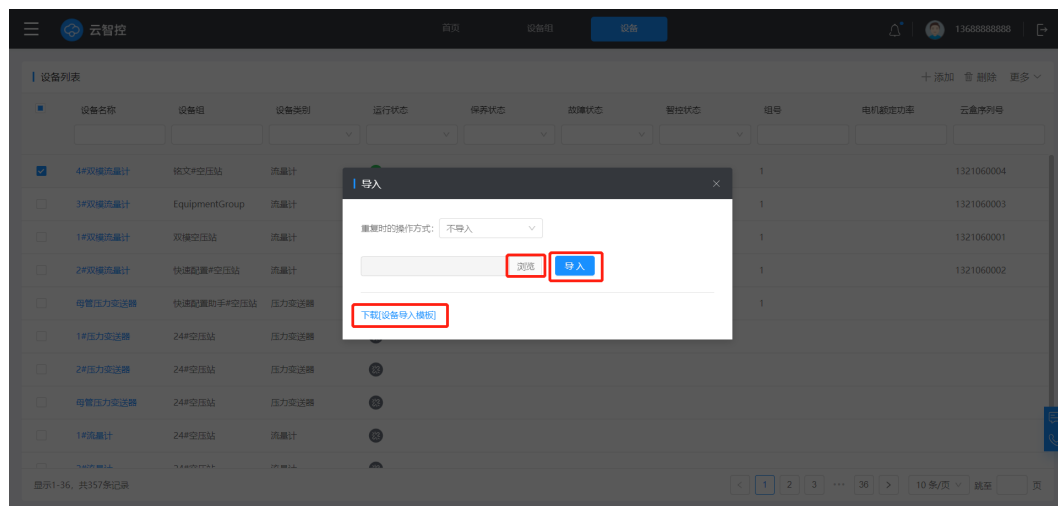 云智控 首页 设备组 设备 13688888888
设备列表 添加 删除 更多
设备名称 设备组 设备类别 运行状态 保养状态 故障状态 智控状态 组号 电机额定功率 云盒序列号
4#双模流量计 铭文#空压站 流量计 1 1321060004
导入
3#双模流量计 EquipmentGroup 流量计 1 1321060003
重复时的操作方式: 不导入
1#双模流量计 双模空压站 流量计 1 1321060001
浏览 导入
2#双模流量计 快速配置#空压站 流量计 1 1321060002
母管压力变送器 快速配置助手#空压站 压力变送器 1
下载[设备导入模板]
1#压力变送器 24#空压站 压力变送器
2#压力变送器 24#空压站 压力变送器
母管压力变送器 24#空压站 压力变送器
1#流量计 24#空压站 流量计
显示1-36, 共357条记录 1 2 3 ··· 36 10 条/页 跳至 页